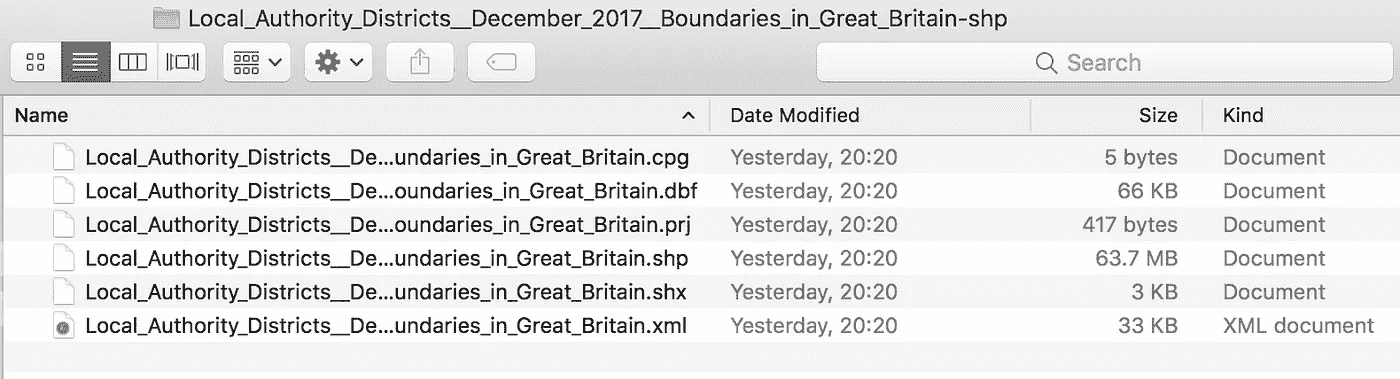 Local_Authority_Districts__December_2017__Boundaries_in_Great_Britain-shp
Search
Name Date Modified Size Kind
Local_Authority_Districts__De...undaries_in_Great_Britain.cpg Yesterday, 20:20 5 bytes Document
Local_Authority_Districts__De...oundaries_in_Great_Britain.dbf Yesterday, 20:20 66 KB Document
Local_Authority_Districts__De...oundaries_in_Great_Britain.prj Yesterday, 20:20 417 bytes Document
Local_Authority_Districts__De...undaries_in_Great_Britain.shp Yesterday, 20:20 63.7 MB Document
Local_Authority_Districts__De...undaries_in_Great_Britain.shx Yesterday, 20:20 3 KB Document
Local_Authority_Districts__De...undaries_in_Great_Britain.xml Yesterday, 20:20 33 KB XML document